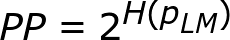 PP = 2^{H(p_{LM})}